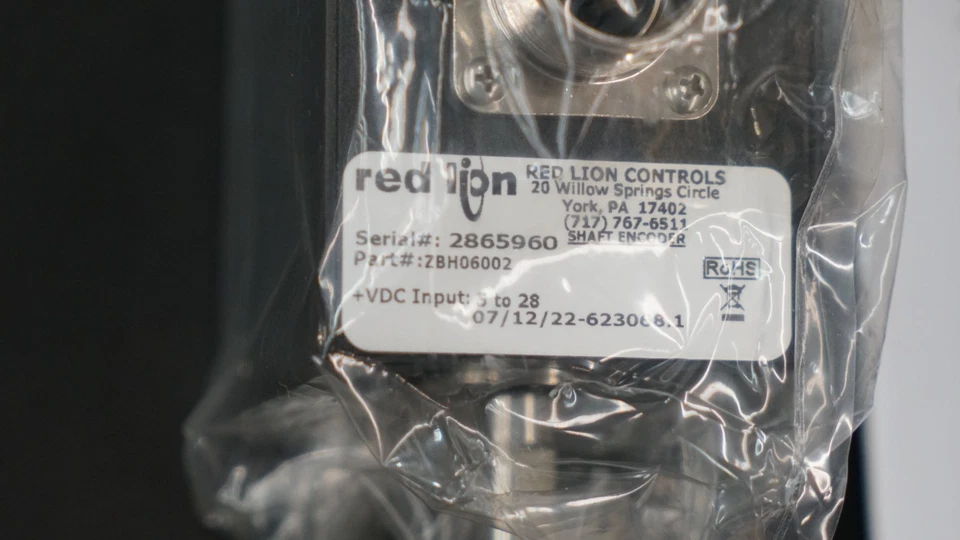 red lion
RED LION CONTROLS
20 Willow Springs Circle
York, PA 17402
(717) 767-6511
SHAFT ENCODER
Serial#: 2865960
Part#:ZBH06002
RoHS
+VDC Input: 5 to 28
07/12/22-623068.1